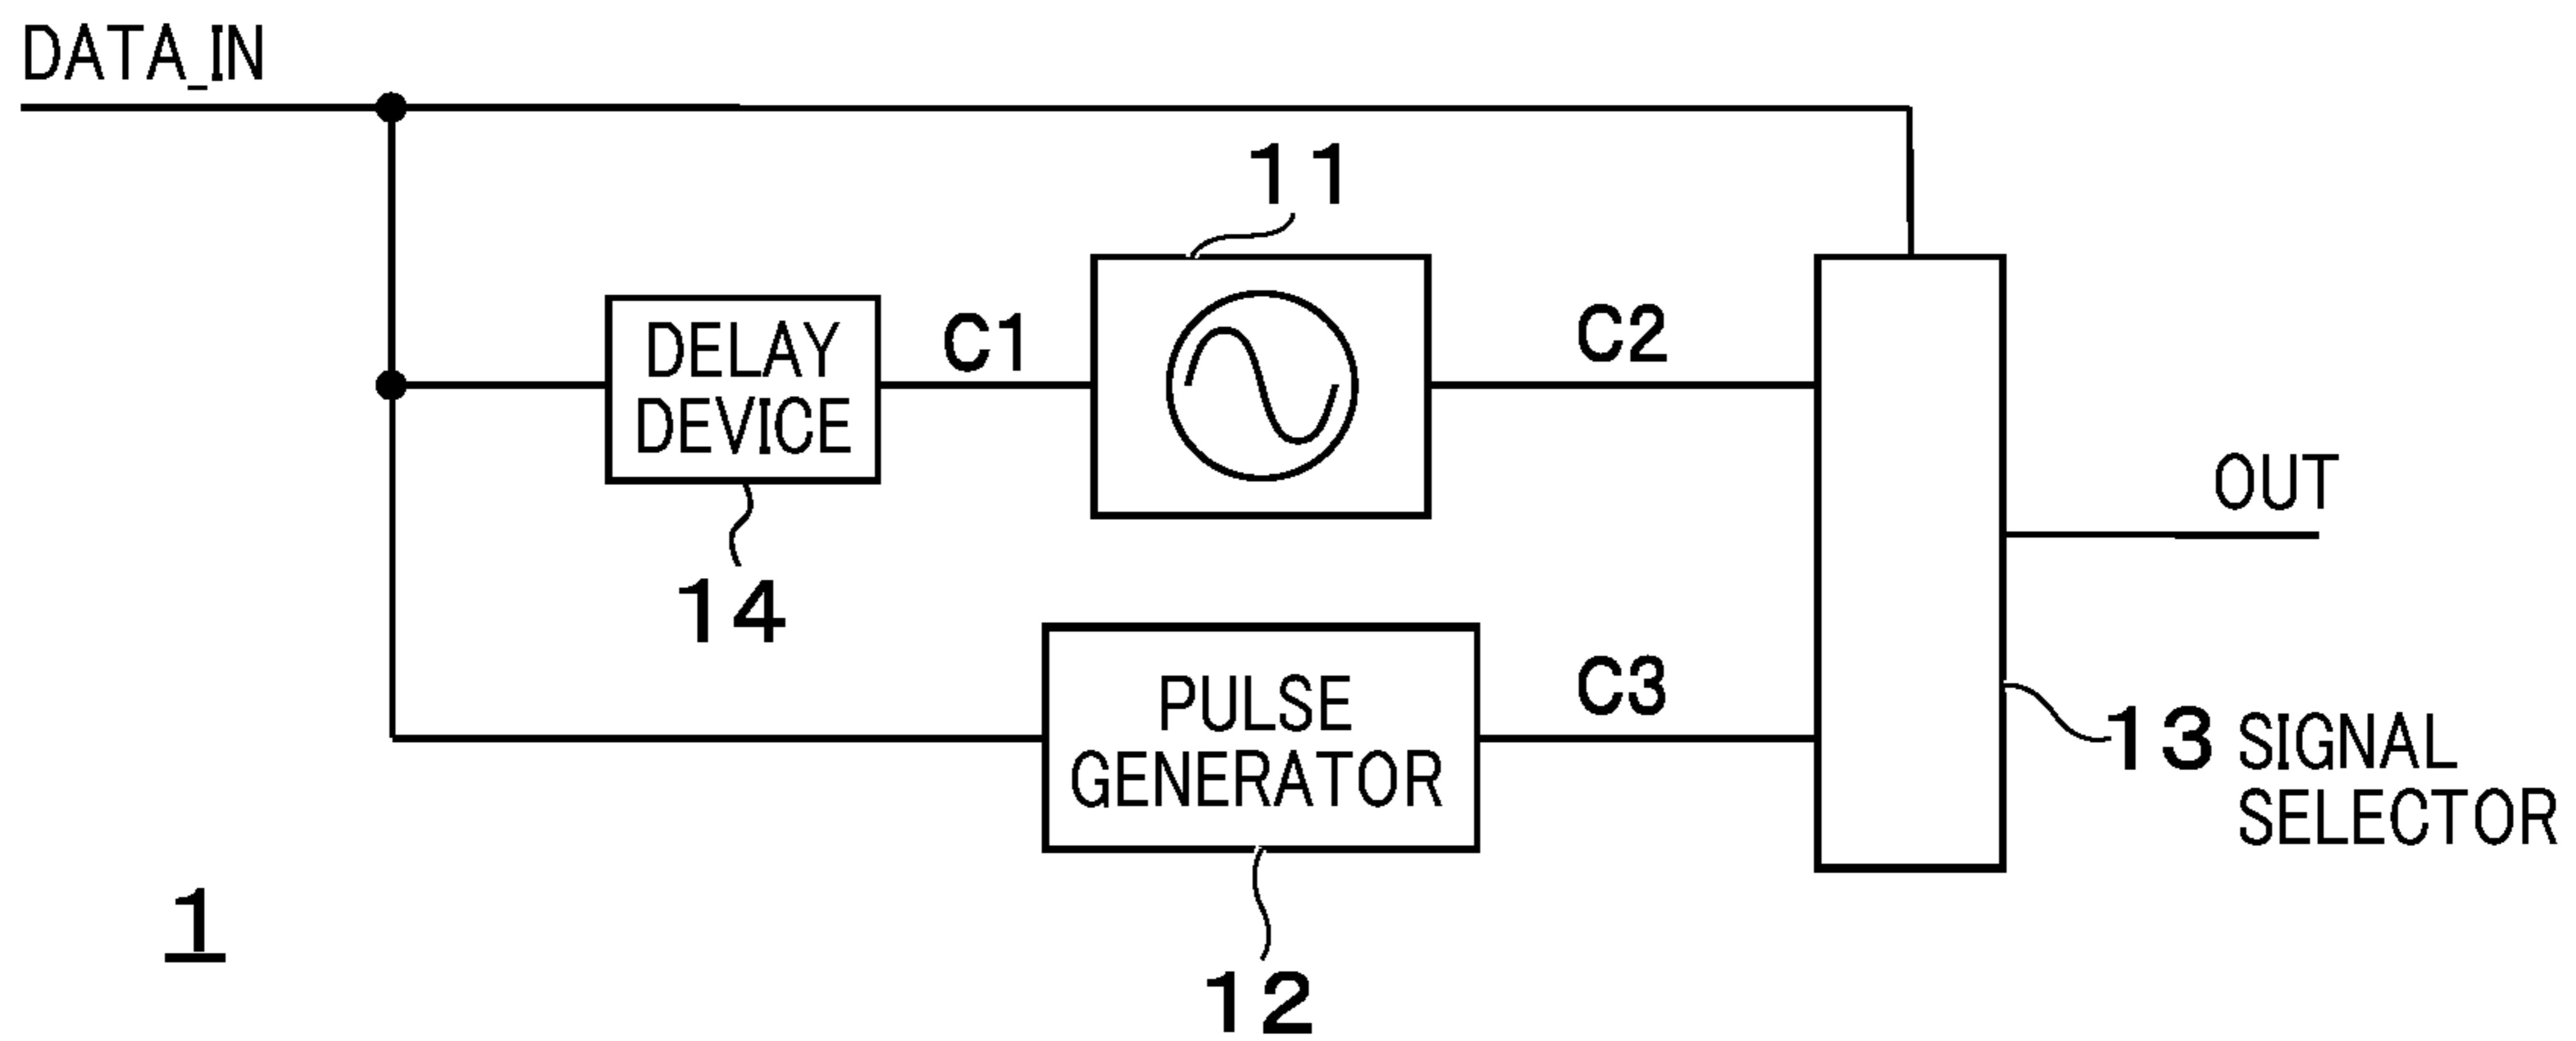 DATA_IN
11
DELAY
DEVICE
C1
C2
OUT
14
PULSE
GENERATOR
C3
13 SIGNAL
SELECTOR
1
12